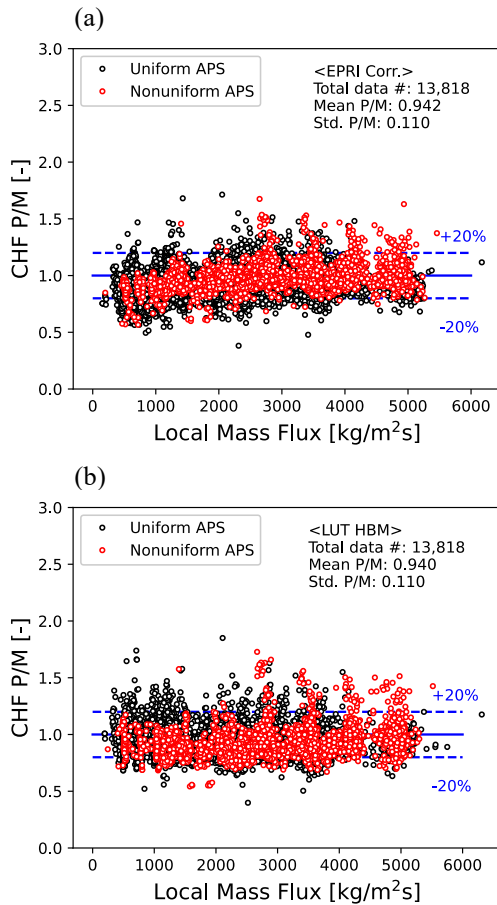 (a)
3.0
2.5
2.0
1.5
1.0
0.5
0.0
CHF P/M [-]
Uniform APS
Nonuniform APS
<EPRI Corr.>
Total data #: 13,818
Mean P/M: 0.942
Std. P/M: 0.110
+20%
-20%
0 1000 2000 3000 4000 5000 6000
Local Mass Flux [kg/m²s]
(b)
3.0
2.5
2.0
1.5
1.0
0.5
0.0
CHF P/M [-]
Uniform APS
Nonuniform APS
<LUT HBM>
Total data #: 13,818
Mean P/M: 0.940
Std. P/M: 0.110
+20%
-20%
0 1000 2000 3000 4000 5000 6000
Local Mass Flux [kg/m²s]